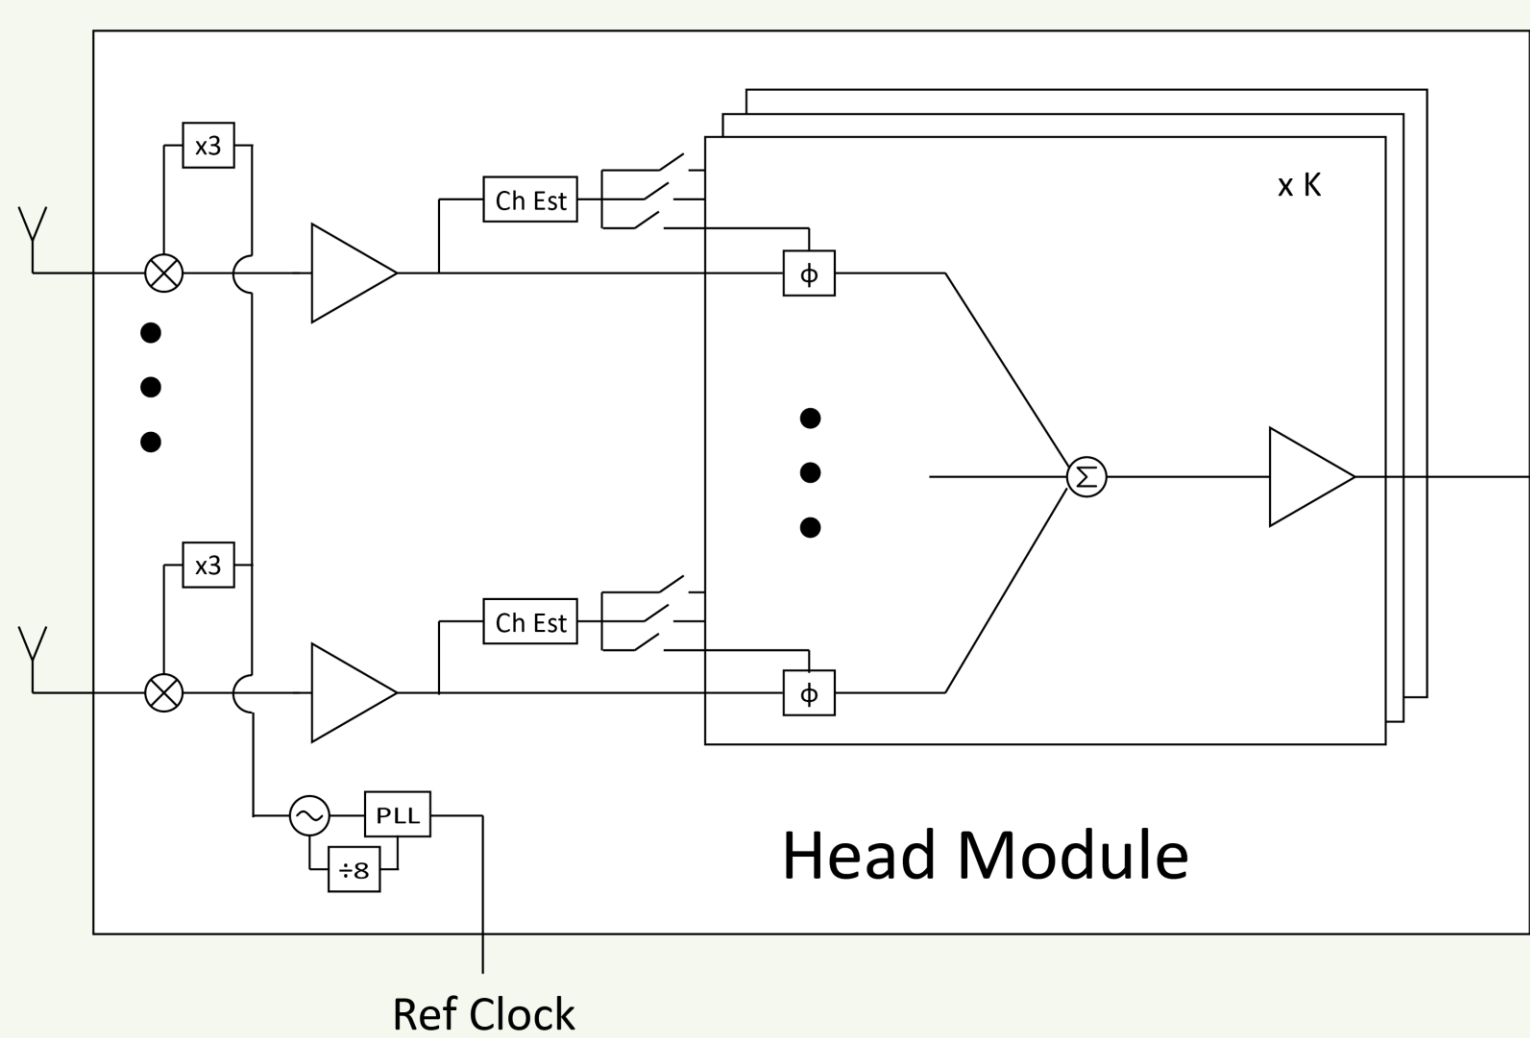 x3
Ch Est
x K
ϕ
Σ
x3
Ch Est
ϕ
PLL
÷8
Head Module
Ref Clock